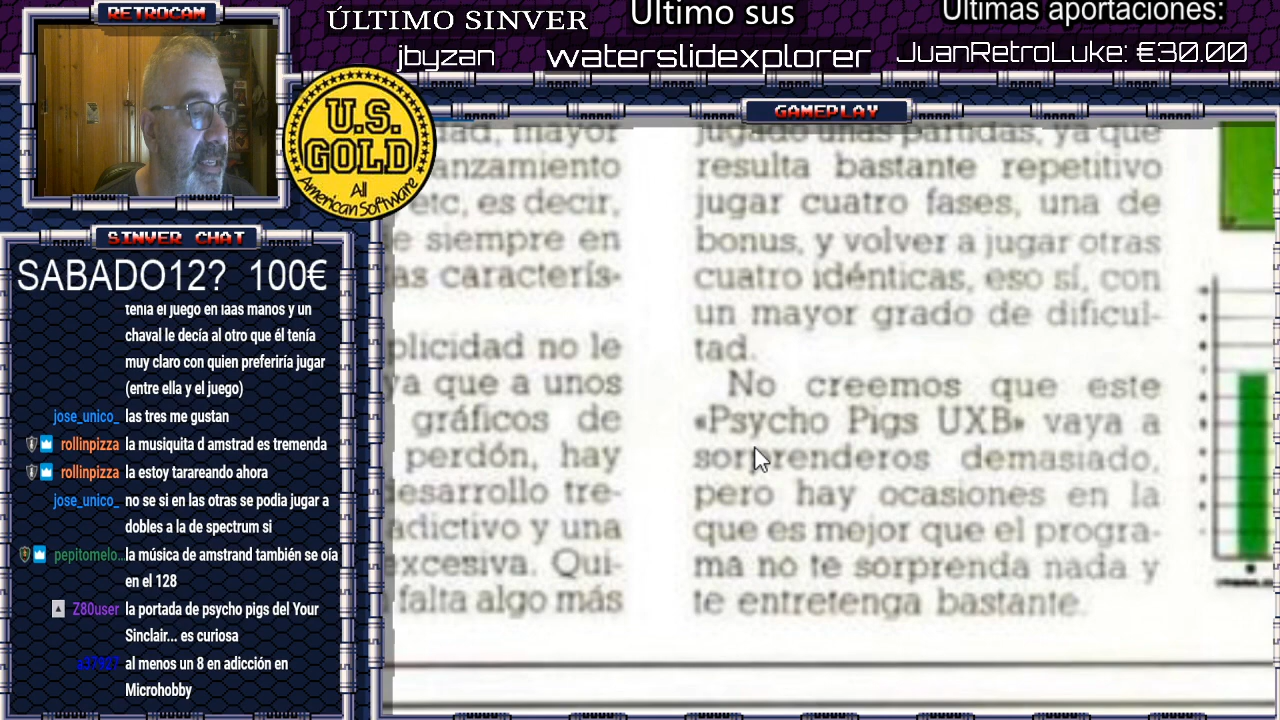 RETROCAM
ÚLTIMO SINVER
jbyzan
Último sus
waterslidexplorer
Últimas aportaciones:
JuanRetroLuke: €30.00
U.S.
GOLD
All
American Software
GAMEPLAY
SINVER CHAT
SABADO12? 100€
tenía el juego en laas manos y un
chaval le decía al otro que él tenía
muy claro con quien preferiría jugar
(entre ella y el juego)
jose_unico_ las tres me gustan
rollinpizza la musiquita d amstrad es tremenda
rollinpizza la estoy tarareando ahora
jose_unico_ no se si en las otras se podia jugar a
dobles a la de spectrum si
pepitomelo... la música de amstrand también se oía
en el 128
Z80user la portada de psycho pigs del Your
Sinclair... es curiosa
a37927 al menos un 8 en adicción en
Microhobby
tad, mayor
anzamiento
etc, es decir,
e siempre en
as caracterís-
plicidad no le
ya que a unos
gráficos de
perdón, hay
desarrollo tre-
adictivo y una
excesiva. Qui-
falta algo más
partidas, ya que
resulta bastante repetitivo
jugar cuatro fases, de
y volver a jugar otras
cuatro idénticas, eso sí, con
un mayor grado de dificul-
tad.
No creemos que este
«Psycho Pigs UXB» vaya a
sorprenderos demasiado,
pero hay ocasiones en la
que es mejor que el progra-
ma no te sorprenda nada y
te entretenga bastante.